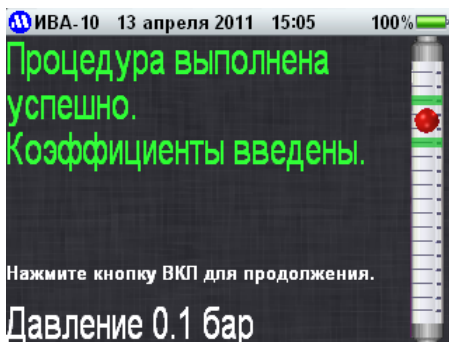 ИВА-10 13 апреля 2011 15:05 100%
Процедура выполнена
успешно.
Коэффициенты введены.
Нажмите кнопку ВКЛ для продолжения.
Давление 0.1 бар